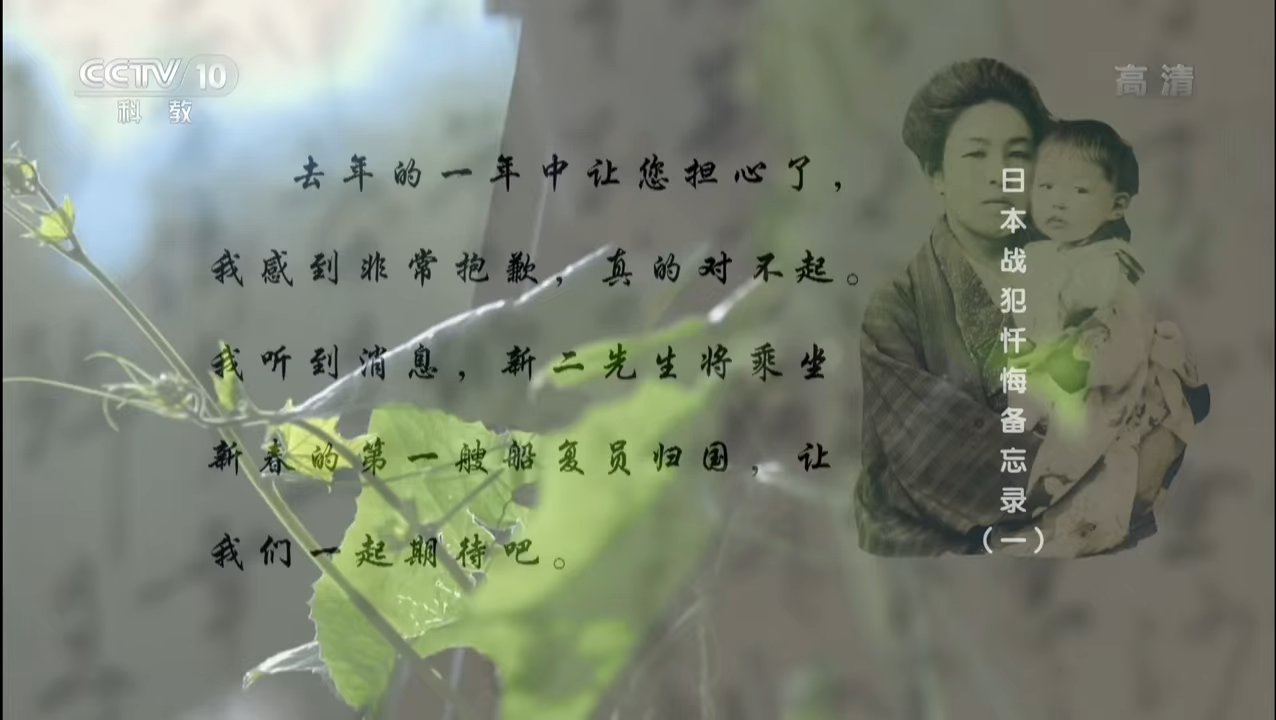 CCTV 10
科教
高清
去年的一年中让您担心了，
我感到非常抱歉，真的对不起。
我听到消息，新二先生将乘坐
新春的第一艘船复员归国，让
我们一起期待吧。
日本战犯忏悔备忘录（一）